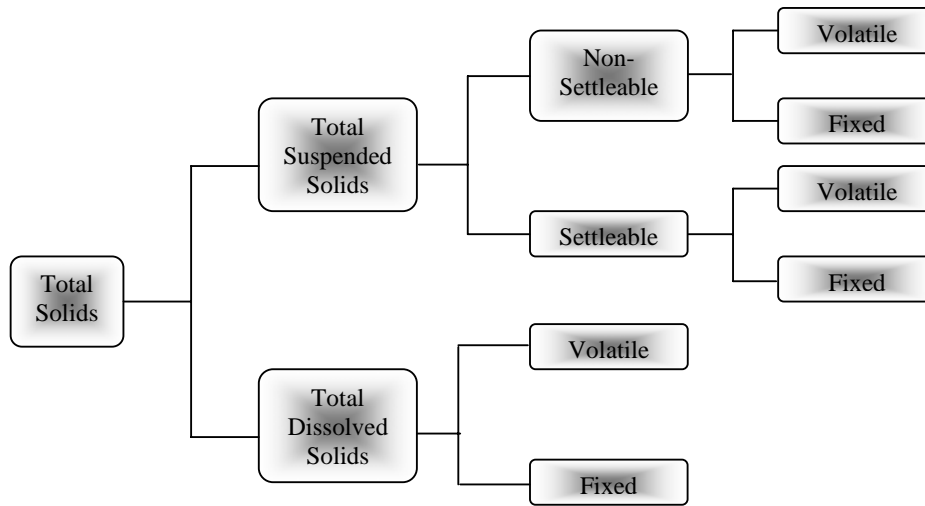 Total
Solids
Total
Suspended
Solids
Non-
Settleable
Volatile
Fixed
Settleable
Volatile
Fixed
Total
Dissolved
Solids
Volatile
Fixed